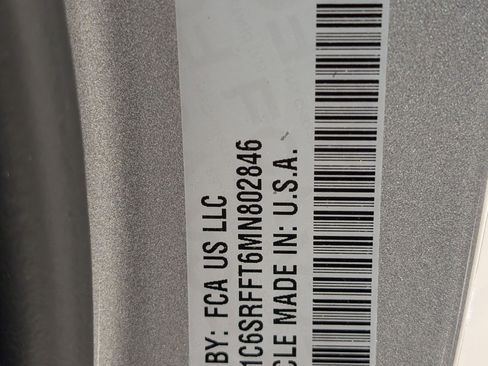 BY: FCA US LLC
1C6SRFFT6MN802846
CLE MADE IN: U.S.A.